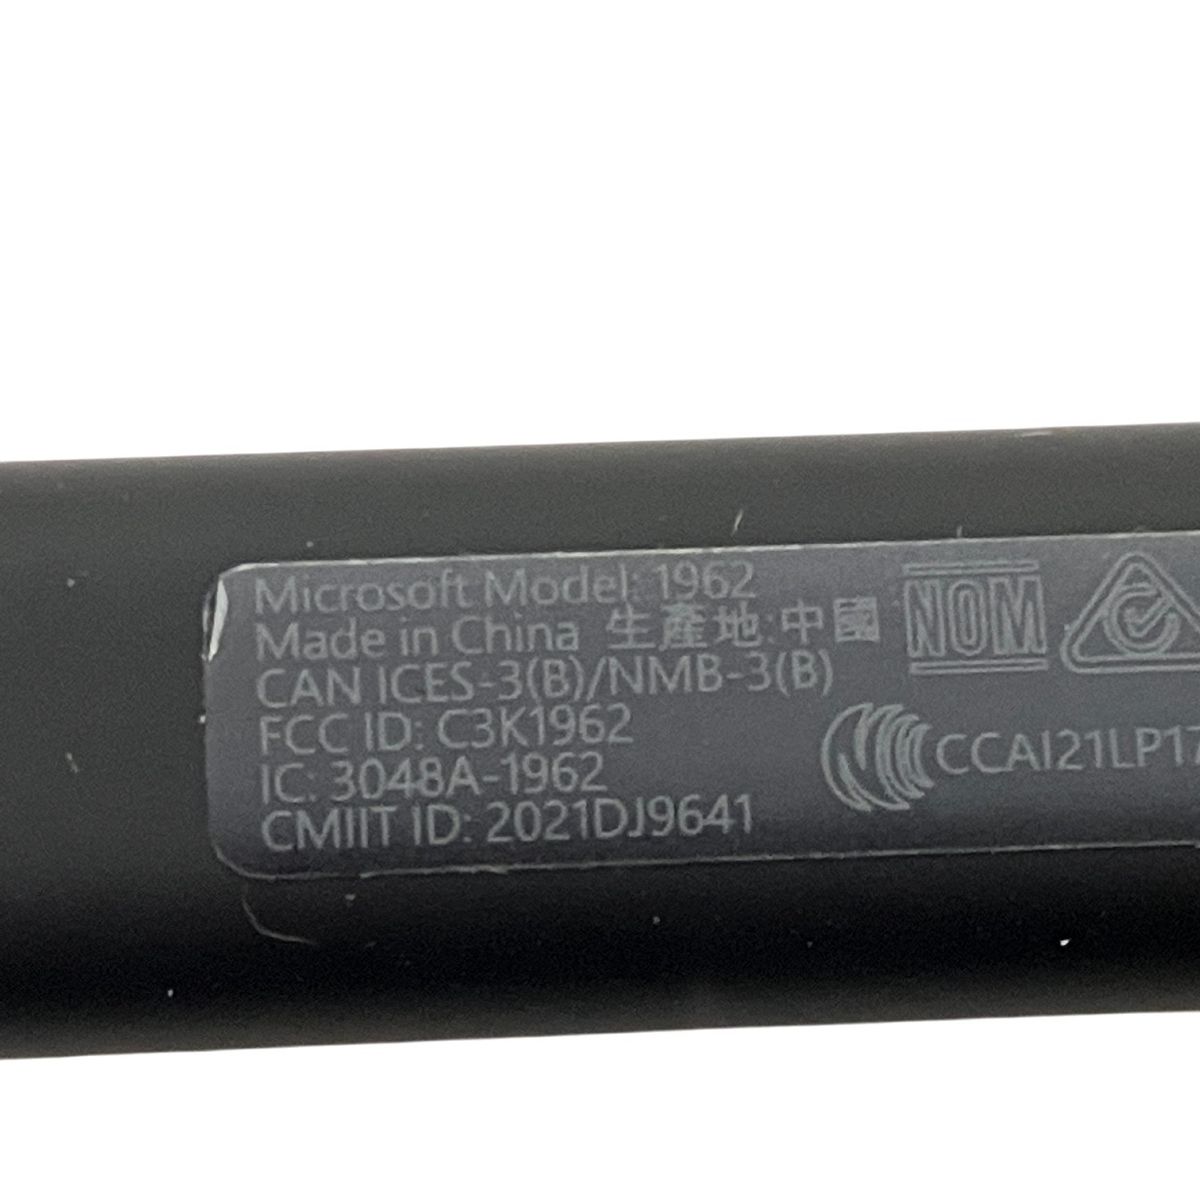 Microsoft Model: 1962
Made in China 生產地:中國
CAN ICES-3(B)/NMB-3(B)
FCC ID: C3K1962
IC: 3048A-1962
CMIIT ID: 2021DJ9641
NOM
CCAI21LP17